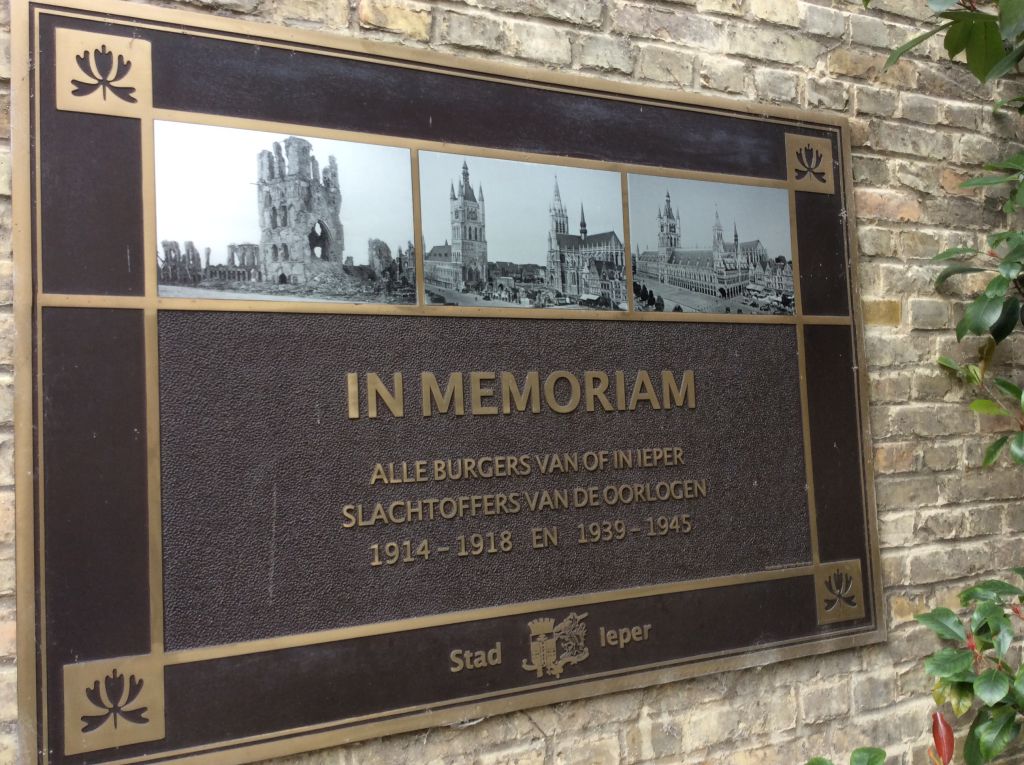 IN MEMORIAM
ALLE BURGERS VAN OF IN IEPER
SLACHTOFFERS VAN DE OORLOGEN
1914 – 1918 EN 1939 – 1945
Stad Ieper